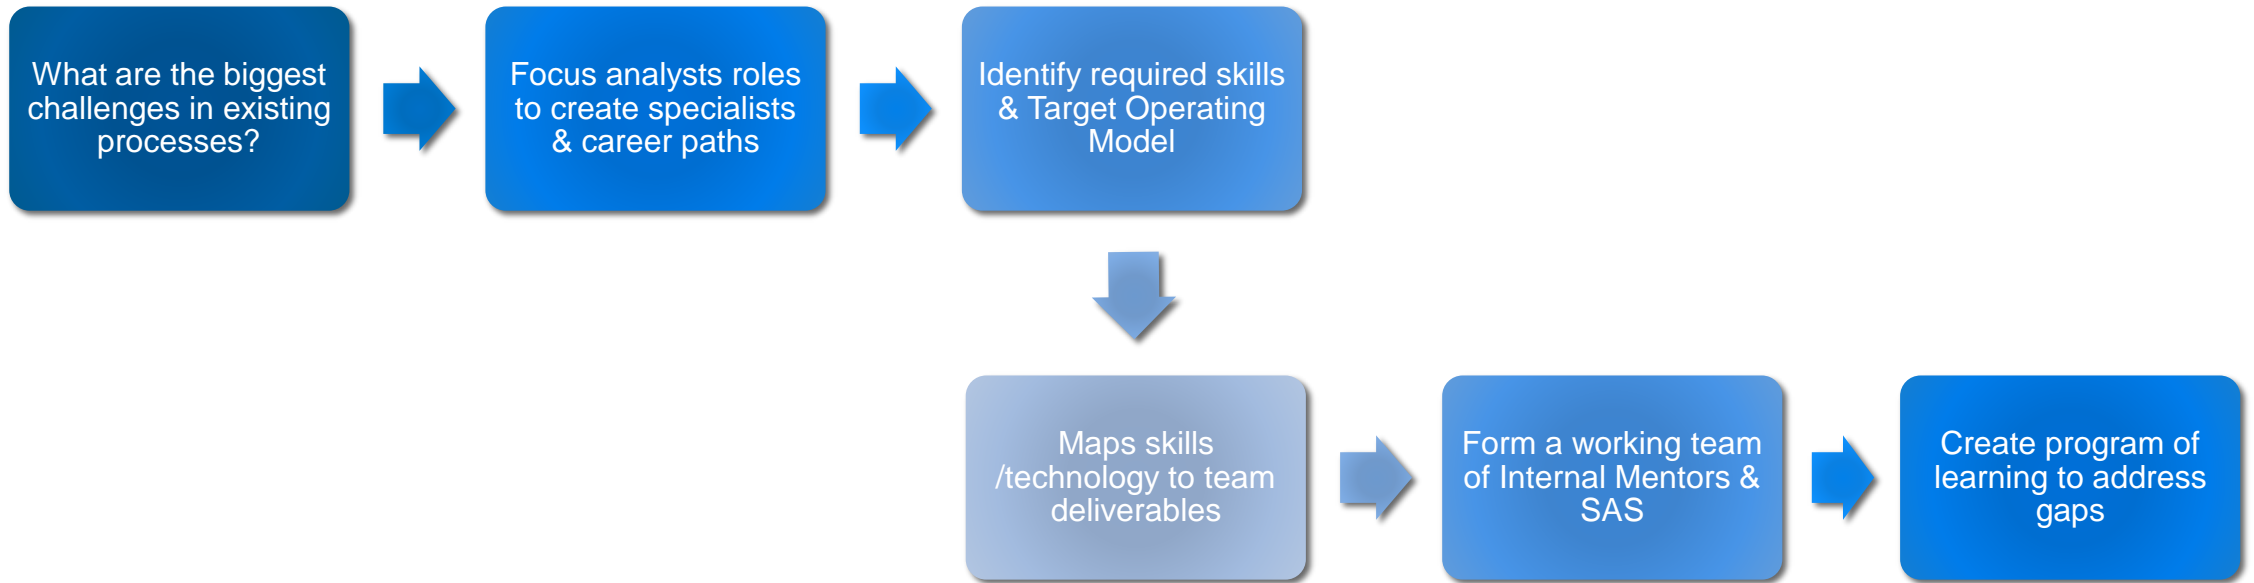 What are the biggest
challenges in existing
processes?
Focus analysts roles
to create specialists
& career paths
Identify required skills
& Target Operating
Model
Maps skills
/technology to team
deliverables
Form a working team
of Internal Mentors &
SAS
Create program of
learning to address
gaps